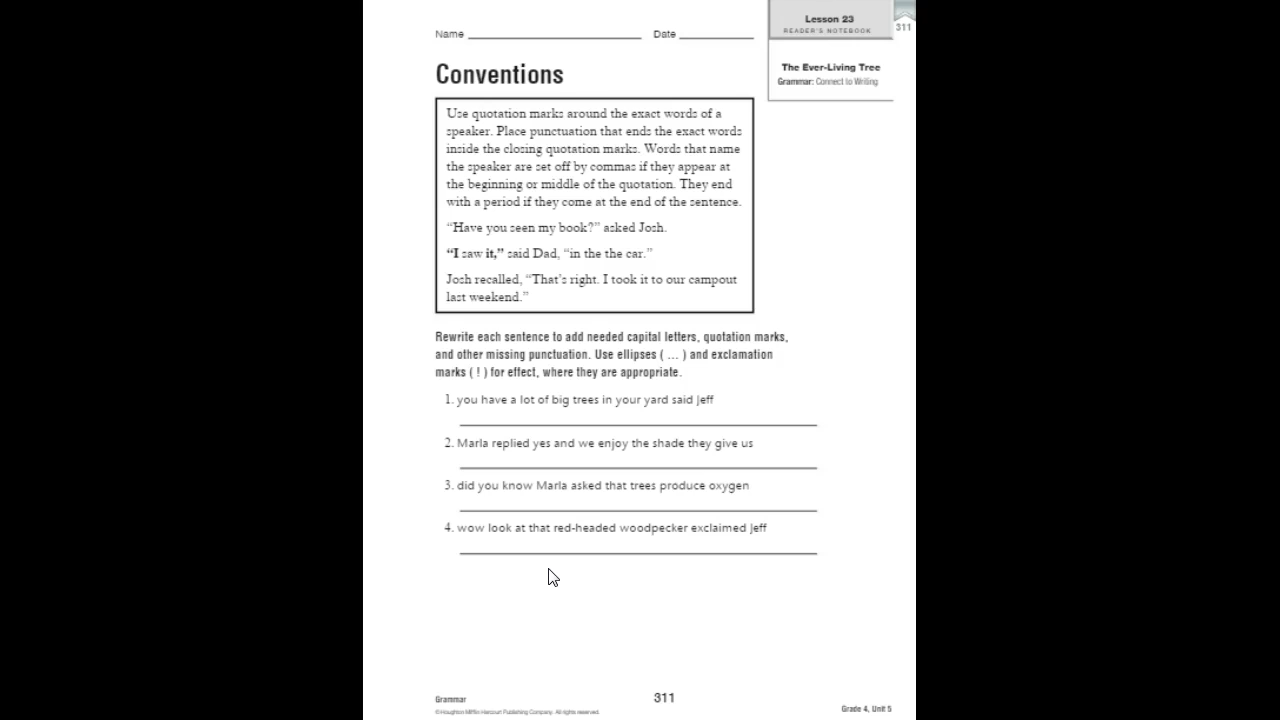 Lesson 23
READER'S NOTEBOOK
311
Name
Date
The Ever-Living Tree
Grammar: Connect to Writing
Conventions
Use quotation marks around the exact words of a
speaker. Place punctuation that ends the exact words
inside the closing quotation marks. Words that name
the speaker are set off by commas if they appear at
the beginning or middle of the quotation. They end
with a period if they come at the end of the sentence.
“Have you seen my book?” asked Josh.
“I saw it,” said Dad, “in the the car.”
Josh recalled, “That’s right. I took it to our campout
last weekend.”
Rewrite each sentence to add needed capital letters, quotation marks,
and other missing punctuation. Use ellipses ( … ) and exclamation
marks ( ! ) for effect, where they are appropriate.
1. you have a lot of big trees in your yard said Jeff
2. Marla replied yes and we enjoy the shade they give us
3. did you know Marla asked that trees produce oxygen
4. wow look at that red-headed woodpecker exclaimed Jeff
Grammar
311
©Houghton Mifflin Harcourt Publishing Company. All rights reserved.
Grade 4, Unit 5